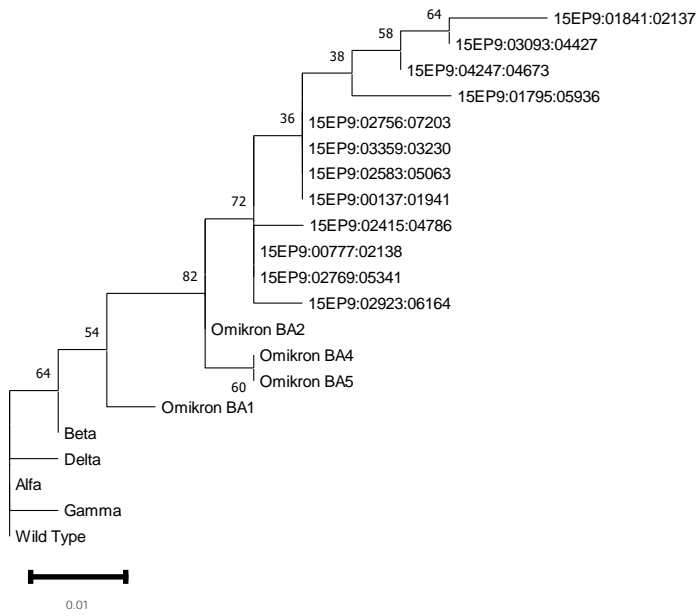 64
15EP9:01841:02137
58
15EP9:03093:04427
38
15EP9:04247:04673
15EP9:01795:05936
36
15EP9:02756:07203
15EP9:03359:03230
15EP9:02583:05063
15EP9:00137:01941
72
15EP9:02415:04786
15EP9:00777:02138
82
15EP9:02769:05341
15EP9:02923:06164
54
Omikron BA2
Omikron BA4
64
60
Omikron BA5
Omikron BA1
Beta
Delta
Alfa
Gamma
Wild Type
0.01